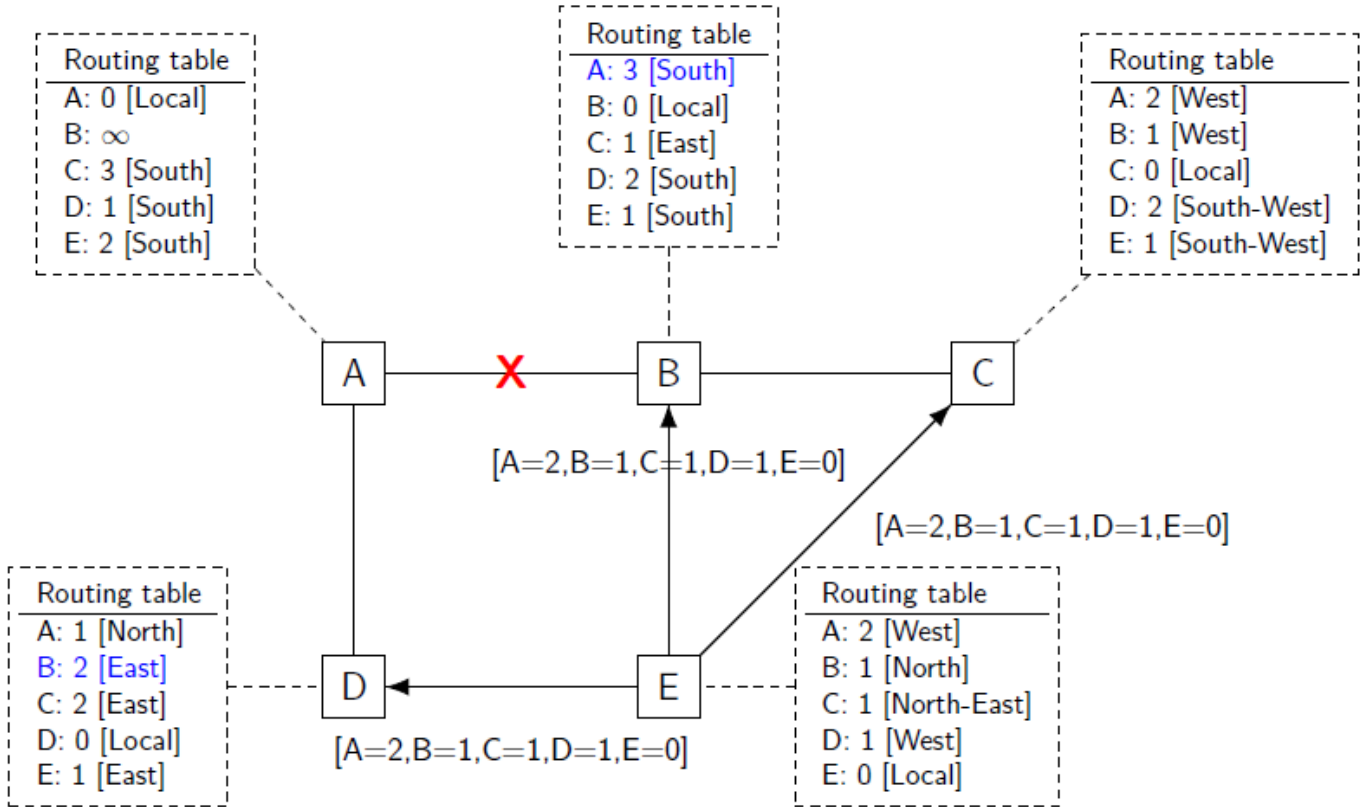 Routing table
A: 0 [Local]
B: ∞
C: 3 [South]
D: 1 [South]
E: 2 [South]
Routing table
A: 3 [South]
B: 0 [Local]
C: 1 [East]
D: 2 [South]
E: 1 [South]
Routing table
A: 2 [West]
B: 1 [West]
C: 0 [Local]
D: 2 [South-West]
E: 1 [South-West]
A
X
B
C
[A=2,B=1,C=1,D=1,E=0]
[A=2,B=1,C=1,D=1,E=0]
Routing table
A: 1 [North]
B: 2 [East]
C: 2 [East]
D: 0 [Local]
E: 1 [East]
D
E
[A=2,B=1,C=1,D=1,E=0]
Routing table
A: 2 [West]
B: 1 [North]
C: 1 [North-East]
D: 1 [West]
E: 0 [Local]